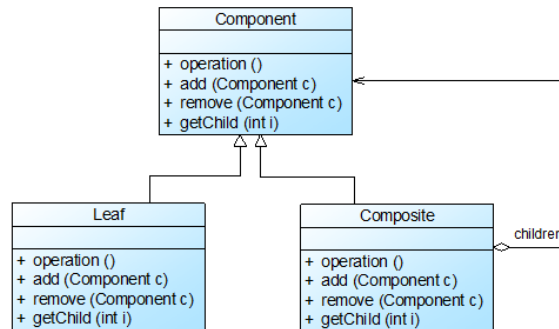 Component
+ operation ()
+ add (Component c)
+ remove (Component c)
+ getChild (int i)
Leaf
+ operation ()
+ add (Component c)
+ remove (Component c)
+ getChild (int i)
Composite
+ operation ()
+ add (Component c)
+ remove (Component c)
+ getChild (int i)
children